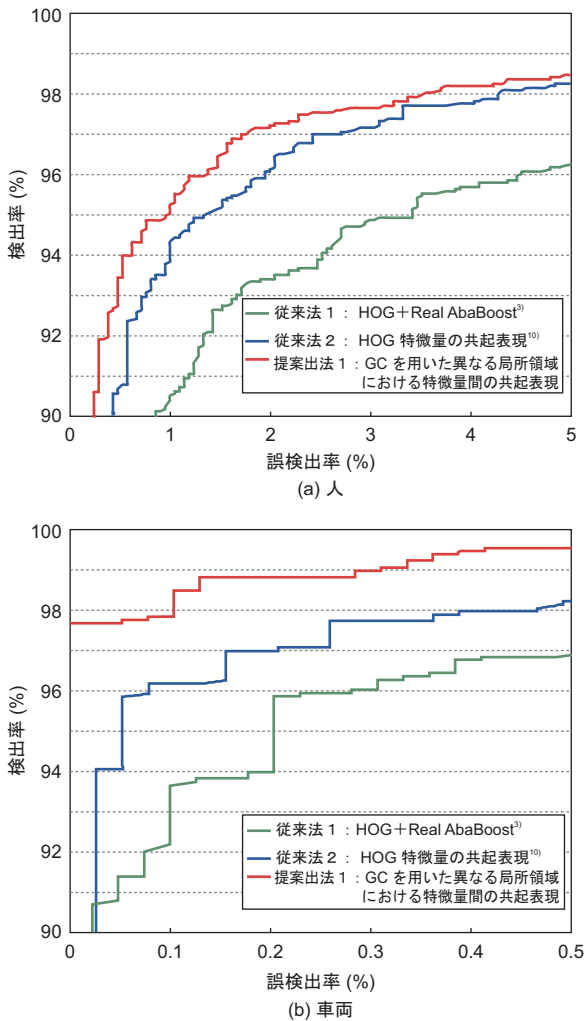 100
98
96
94
92
90
検出率 (%)
0 1 2 3 4 5
誤検出率 (%)
従来法 1 : HOG+Real AbaBoost3)
従来法 2 : HOG 特微量の共起表現10)
提案出法 1 : GC を用いた異なる局所領域
における特微量間の共起表現
(a) 人
100
98
96
94
92
90
検出率 (%)
0 0.1 0.2 0.3 0.4 0.5
誤検出率 (%)
従来法 1 : HOG+Real AbaBoost3)
従来法 2 : HOG 特微量の共起表現10)
提案出法 1 : GC を用いた異なる局所領域
における特微量間の共起表現
(b) 車両